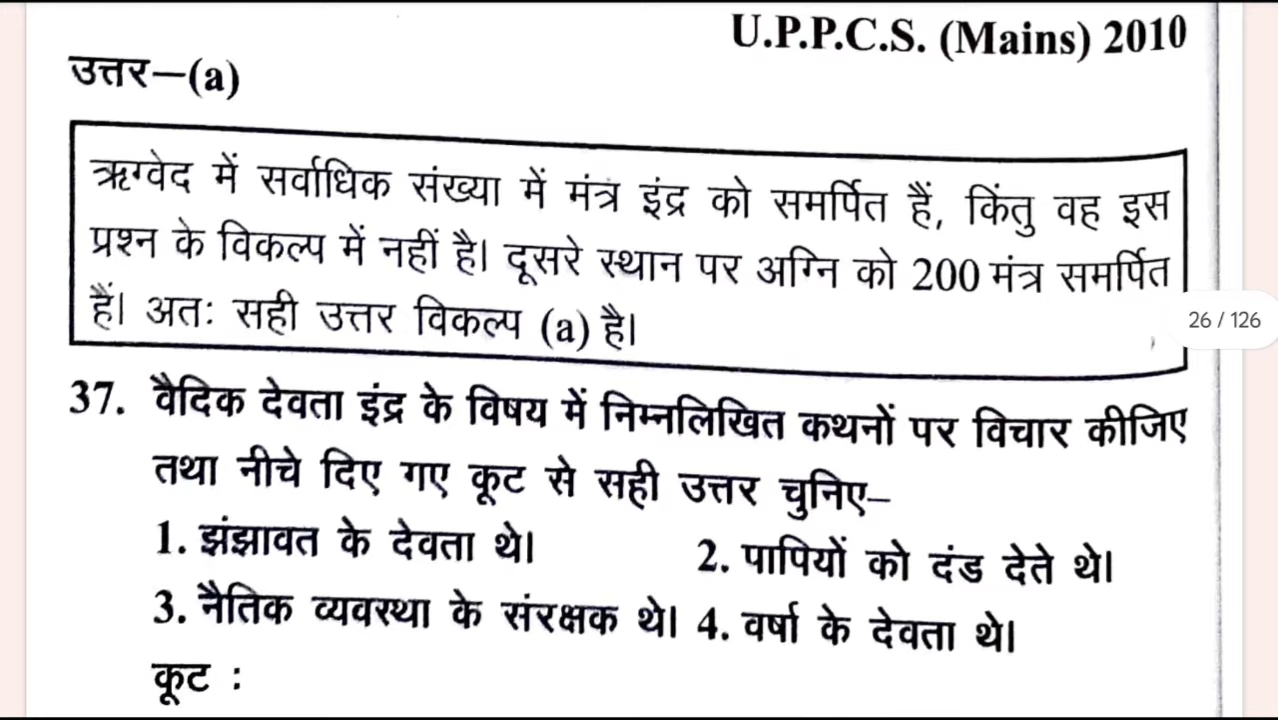 U.P.P.C.S. (Mains) 2010
उत्तर–(a)
ऋग्वेद में सर्वाधिक संख्या में मंत्र इंद्र को समर्पित हैं, किंतु वह इस
प्रश्न के विकल्प में नहीं है। दूसरे स्थान पर अग्नि को 200 मंत्र समर्पित
हैं। अतः सही उत्तर विकल्प (a) है।
26 / 126
37. वैदिक देवता इंद्र के विषय में निम्नलिखित कथनों पर विचार कीजिए
तथा नीचे दिए गए कूट से सही उत्तर चुनिए–
1. झंझावत के देवता थे। 2. पापियों को दंड देते थे।
3. नैतिक व्यवस्था के संरक्षक थे। 4. वर्षा के देवता थे।
कूट :